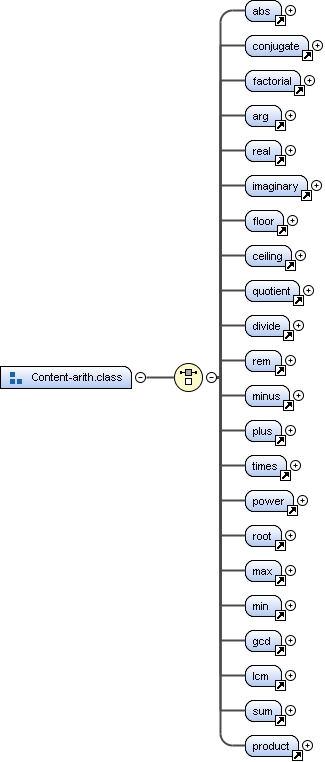 abs
conjugate
factorial
arg
real
imaginary
floor
ceiling
quotient
divide
rem
Content-arith.class
minus
plus
times
power
root
max
min
gcd
lcm
sum
product